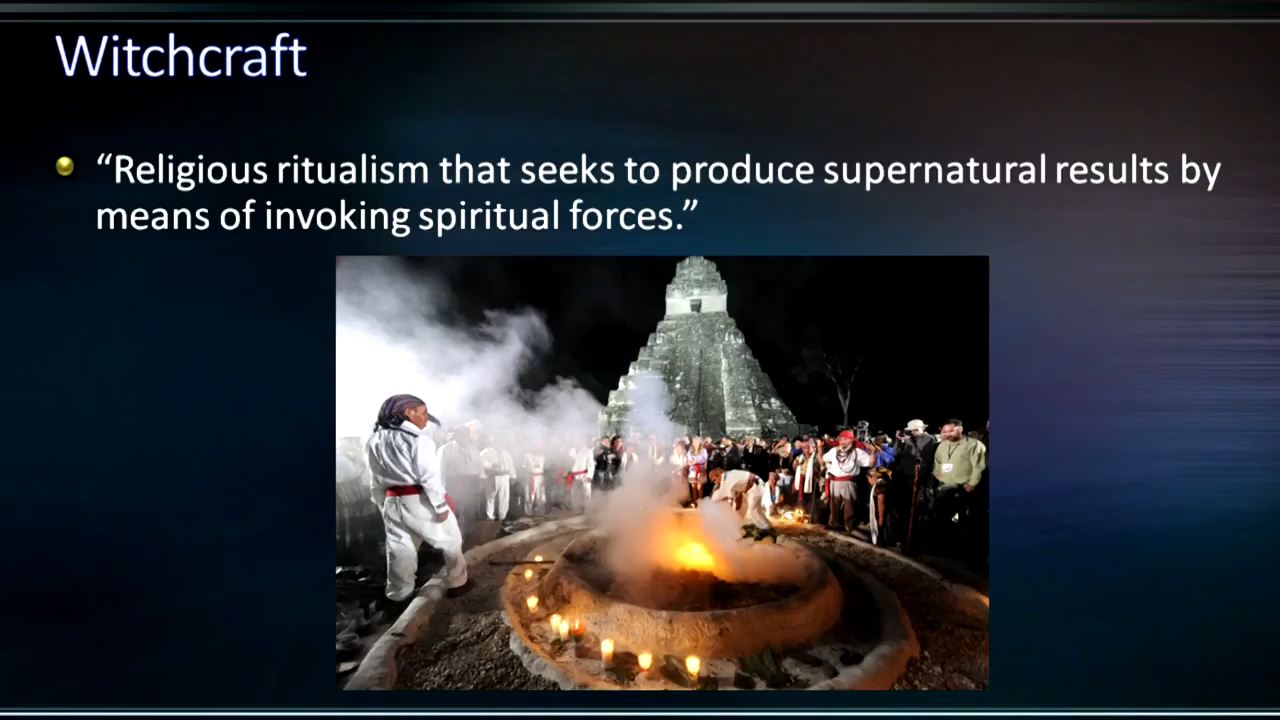 Witchcraft
“Religious ritualism that seeks to produce supernatural results by
means of invoking spiritual forces.”